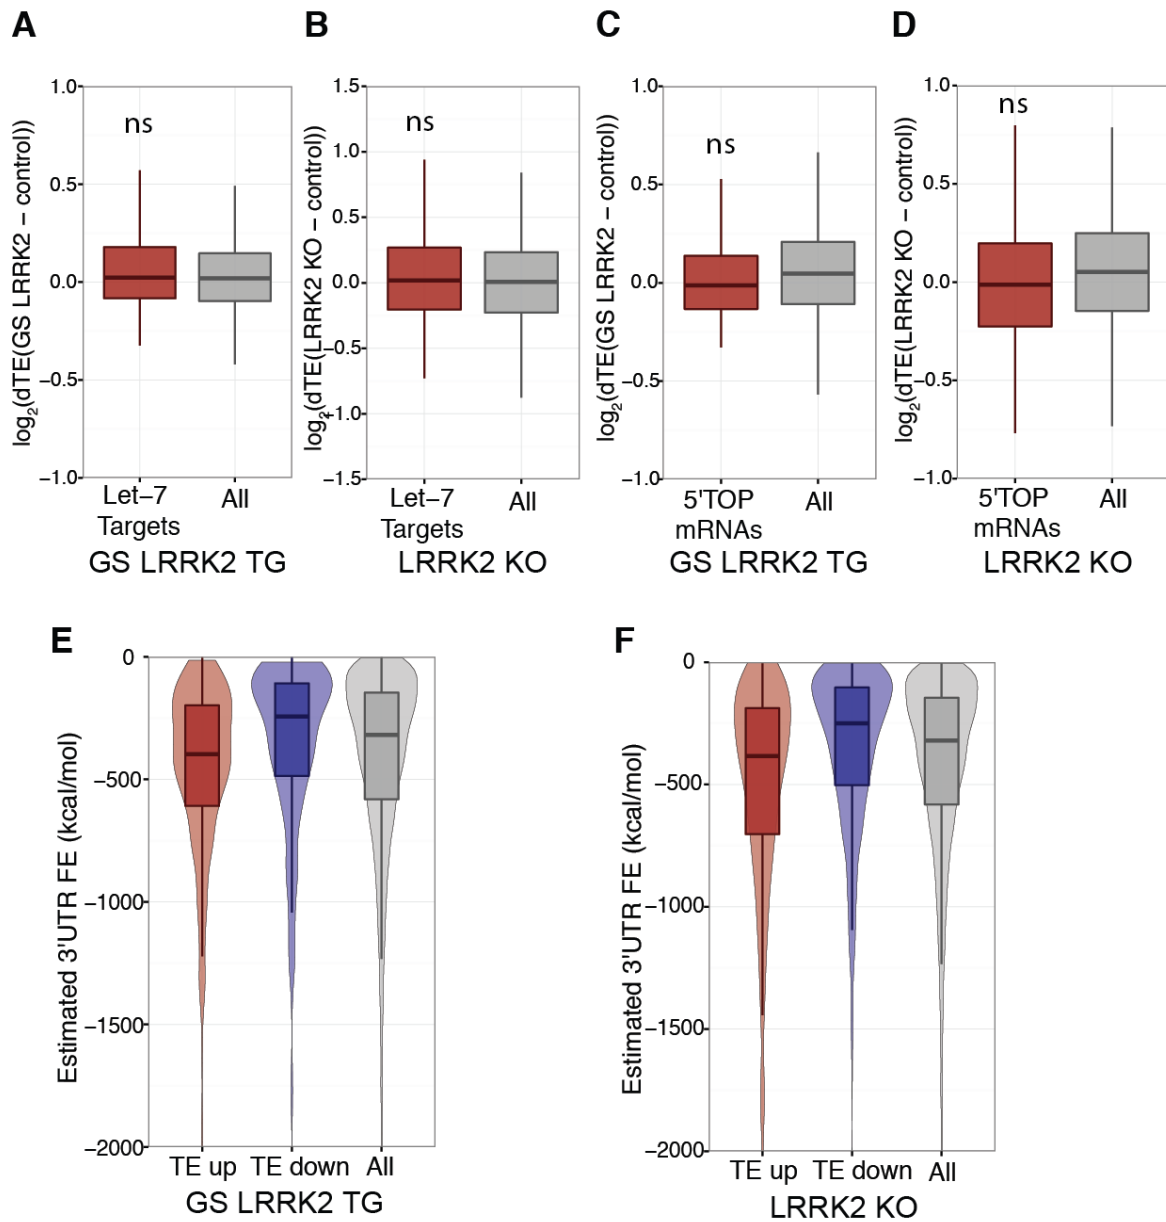 A
B
C
D
log2(dTE(GS LRRK2 − control))
1.0
0.5
0.0
−0.5
−1.0
ns
Let−7
Targets
All
GS LRRK2 TG
log2(dTE(LRRK2 KO − control))
1.5
1.0
0.5
0.0
−0.5
−1.0
−1.5
ns
Let−7
Targets
All
LRRK2 KO
log2(dTE(GS LRRK2 − control))
1.0
0.5
0.0
−0.5
−1.0
ns
5'TOP
mRNAs
All
GS LRRK2 TG
log2(dTE(LRRK2 KO − control))
1.0
0.5
0.0
−0.5
−1.0
ns
5'TOP
mRNAs
All
LRRK2 KO
E
Estimated 3'UTR FE (kcal/mol)
0
−500
−1000
−1500
−2000
TE up
TE down
All
GS LRRK2 TG
F
Estimated 3'UTR FE (kcal/mol)
0
−500
−1000
−1500
−2000
TE up
TE down
All
LRRK2 KO